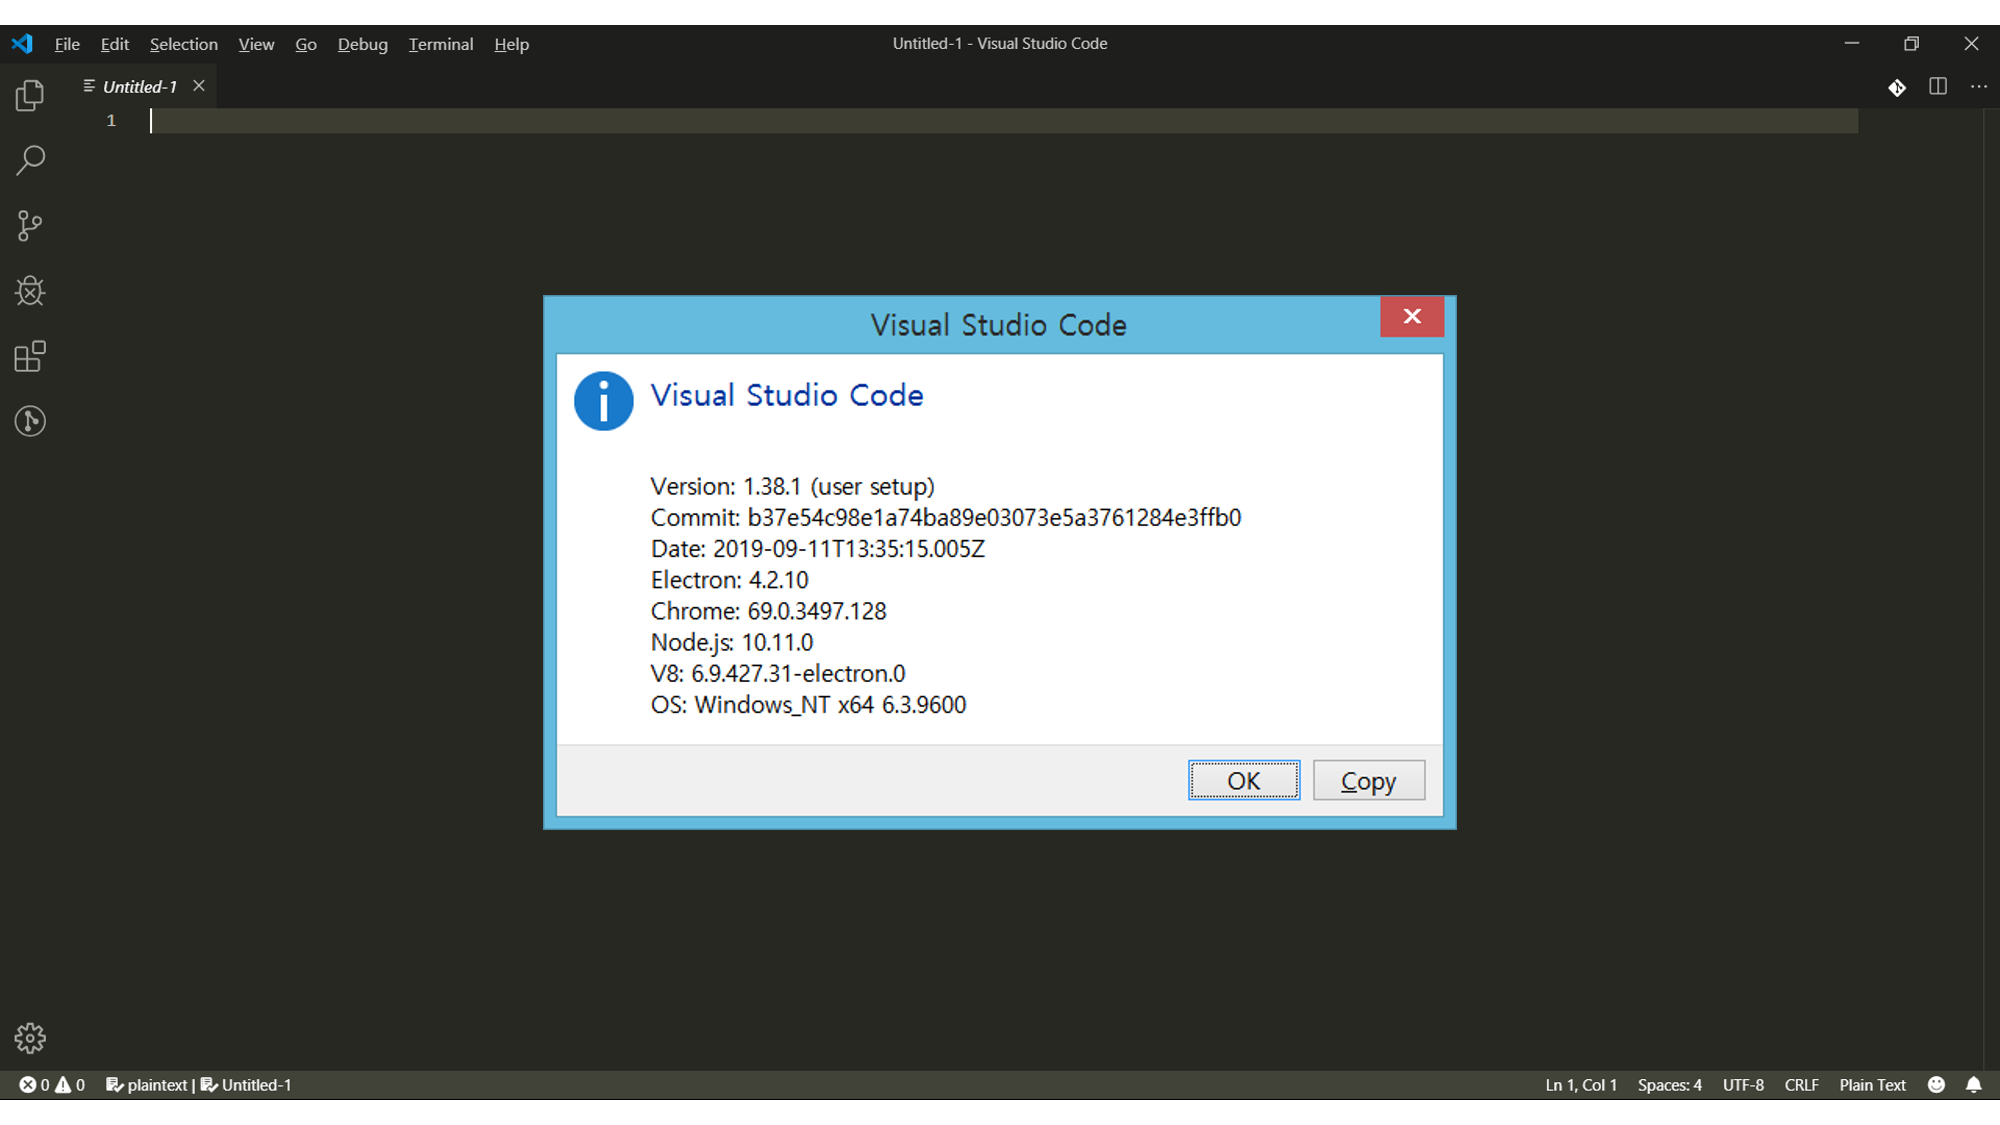 File Edit Selection View Go Debug Terminal Help
Untitled-1 - Visual Studio Code
Untitled-1
1
Visual Studio Code
Visual Studio Code
Version: 1.38.1 (user setup)
Commit: b37e54c98e1a74ba89e03073e5a3761284e3ffb0
Date: 2019-09-11T13:35:15.005Z
Electron: 4.2.10
Chrome: 69.0.3497.128
Node.js: 10.11.0
V8: 6.9.427.31-electron.0
OS: Windows_NT x64 6.3.9600
OK Copy
0 0 plaintext | Untitled-1 Ln 1, Col 1 Spaces: 4 UTF-8 CRLF Plain Text